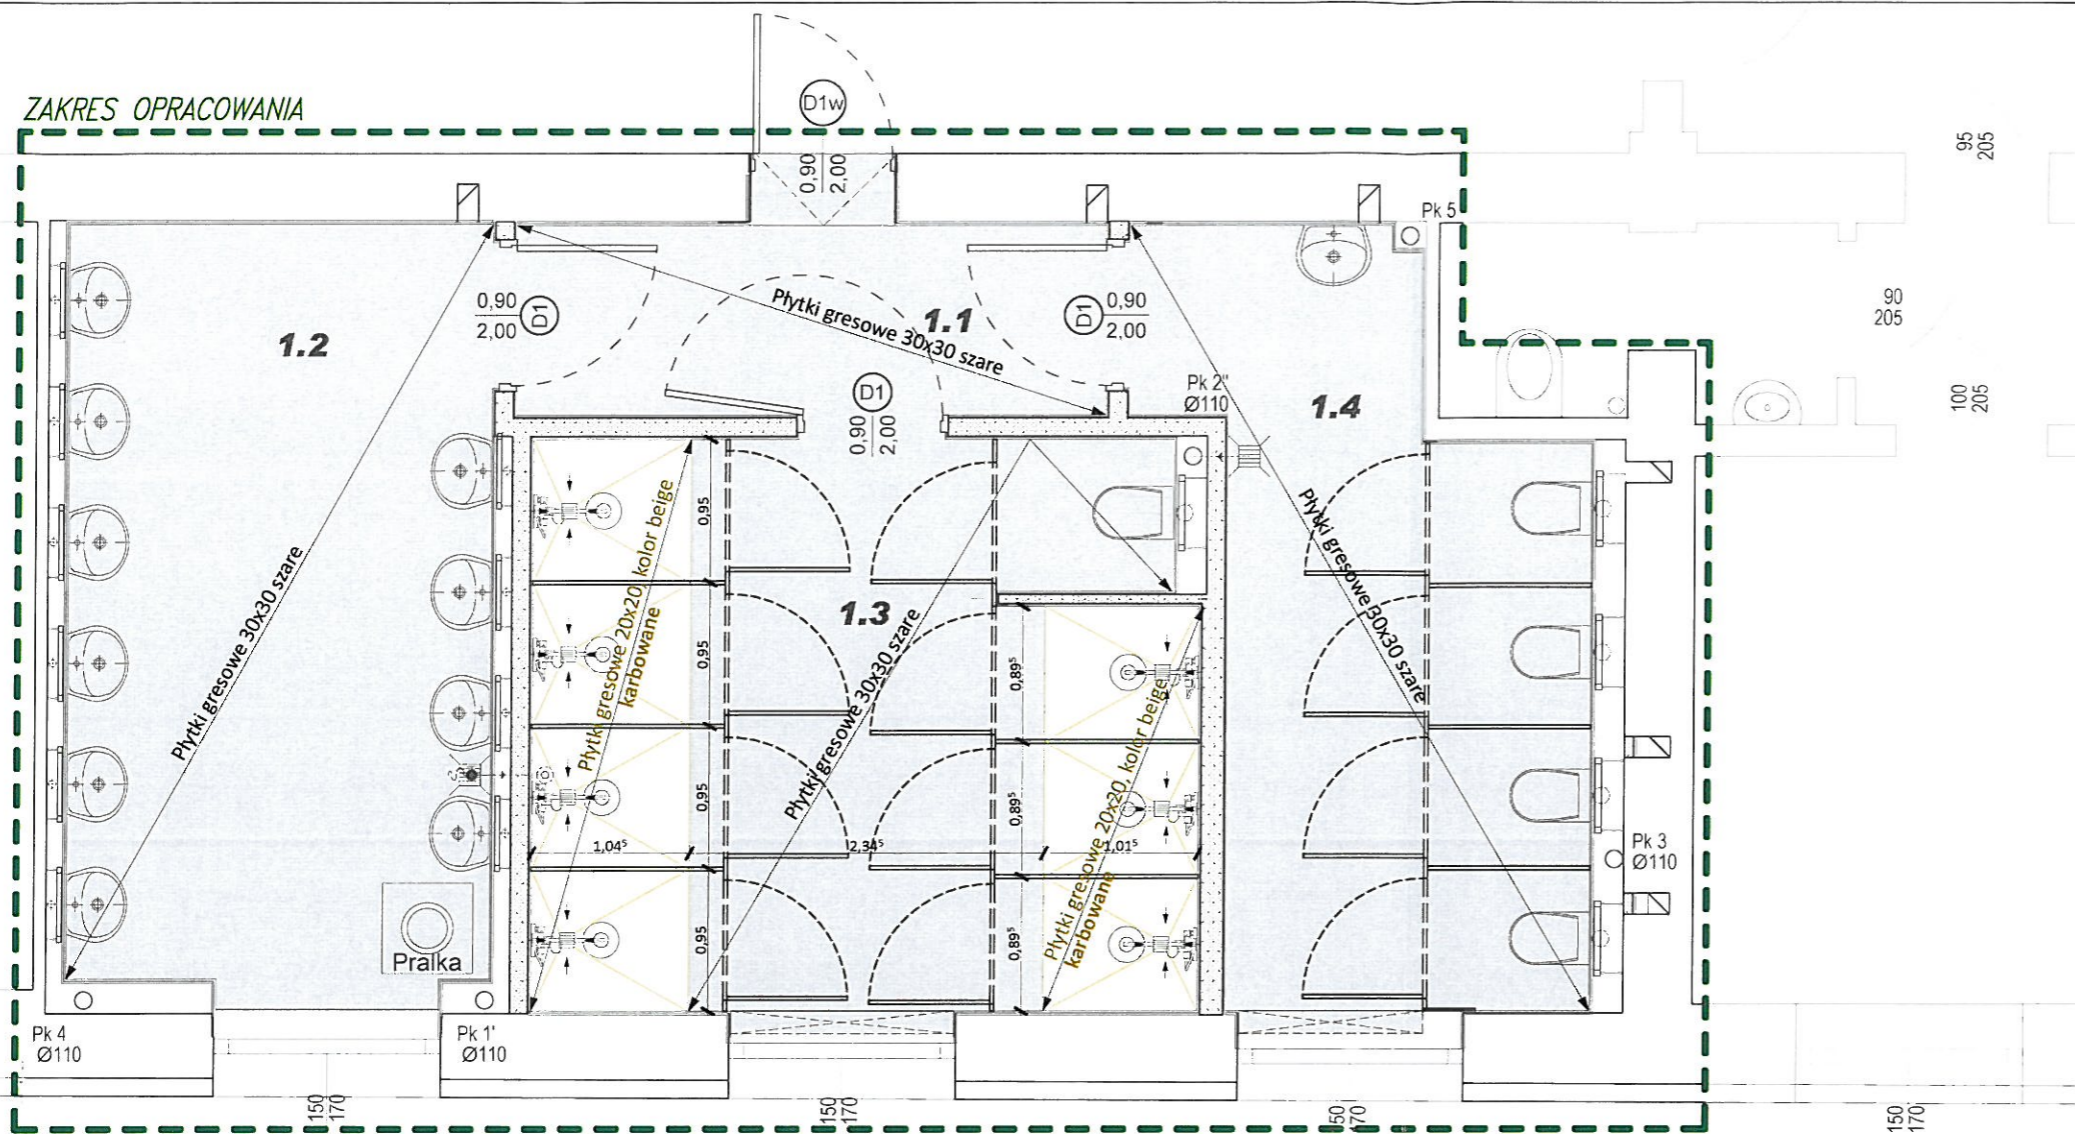 ZAKRES OPRACOWANIA
D1w
0,90
2,00
95
205
Pk 5
0,90
2,00
D1
1.2
Płytki gresowe 30x30 szare
1.1
D1
0,90
2,00
90
205
Płytki gresowe 30x30 szare
D1
0,90
2,00
Pk 2"
Ø110
1.4
100
205
0,95
0,95
0,95
0,95
Płytki gresowe 20x20, kolor beige
karbowane
1.3
Płytki gresowe 30x30 szare
0,89⁵
0,89⁵
0,89⁵
Płytki gresowe 20x20, kolor beige
karbowane
Płytki gresowe 30x30 szare
1,04⁵
2,34⁵
1,01⁵
Pk 3
Ø110
Pralka
Pk 4
Ø110
Pk 1'
Ø110
150
170
150
170
150
170
150
170